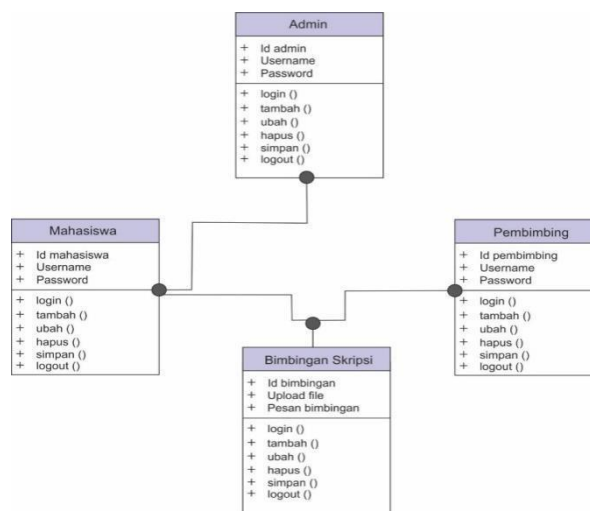 Admin
+ Id admin
+ Username
+ Password
+ login ()
+ tambah ()
+ ubah ()
+ hapus ()
+ simpan ()
+ logout ()
Mahasiswa
+ Id mahasiswa
+ Username
+ Password
+ login ()
+ tambah ()
+ ubah ()
+ hapus ()
+ simpan ()
+ logout ()
Pembimbing
+ Id pembimbing
+ Username
+ Password
+ login ()
+ tambah ()
+ ubah ()
+ hapus ()
+ simpan ()
+ logout ()
Bimbingan Skripsi
+ Id bimbingan
+ Upload file
+ Pesan bimbingan
+ login ()
+ tambah ()
+ ubah ()
+ hapus ()
+ simpan ()
+ logout ()